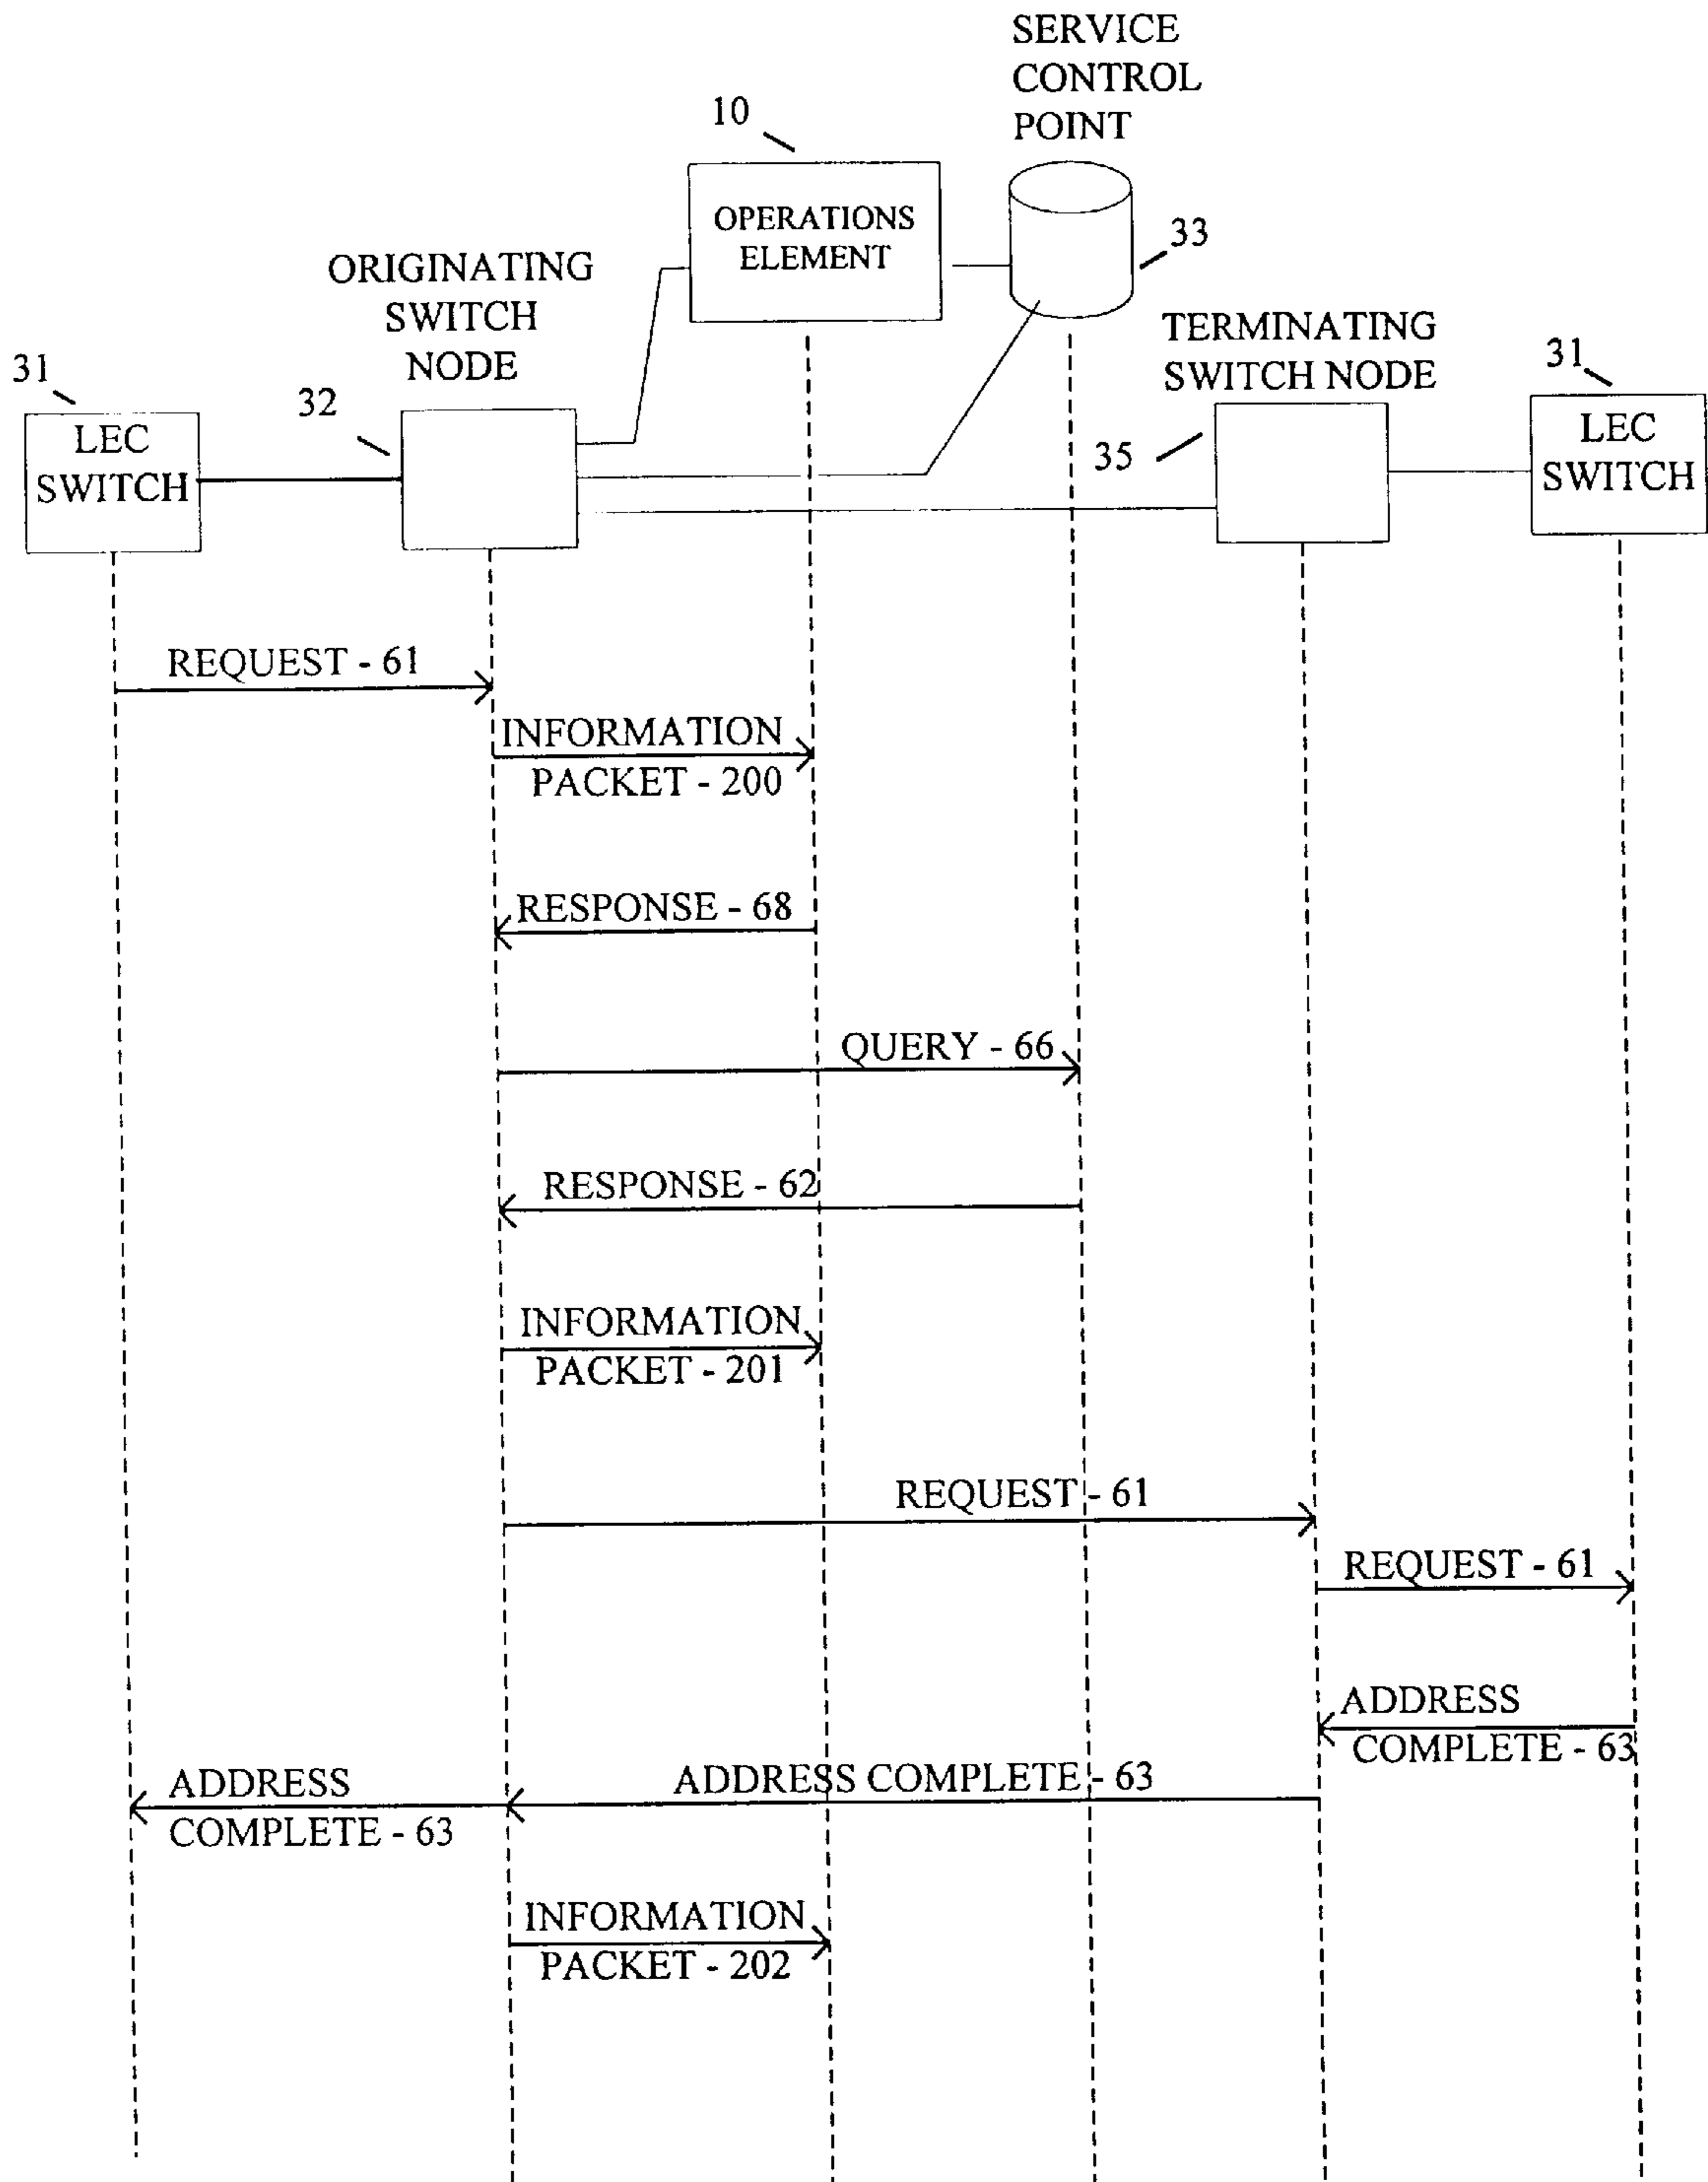 SERVICE
CONTROL
POINT
10
OPERATIONS
ELEMENT
33
ORIGINATING
SWITCH
NODE
TERMINATING
SWITCH NODE
31
LEC
SWITCH
32
35
31
LEC
SWITCH
REQUEST - 61
INFORMATION
PACKET - 200
RESPONSE - 68
QUERY - 66
RESPONSE - 62
INFORMATION
PACKET - 201
REQUEST - 61
REQUEST - 61
ADDRESS
COMPLETE - 63
ADDRESS COMPLETE - 63
ADDRESS
COMPLETE - 63
INFORMATION
PACKET - 202